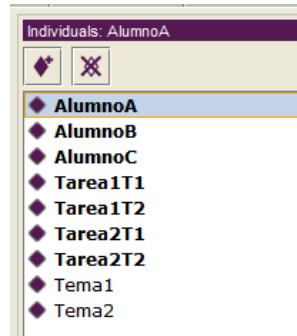 Individuals: AlumnoA
AlumnoA
AlumnoB
AlumnoC
Tarea1T1
Tarea1T2
Tarea2T1
Tarea2T2
Tema1
Tema2